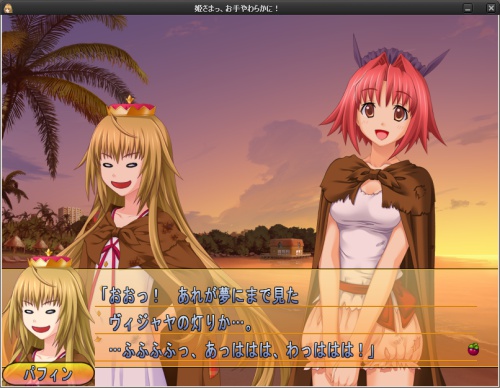 姫さまっ、お手やわらかに！
「おおっ！　あれが夢にまで見た
ヴィジャヤの灯りか…。
…ふふふふっ、あっははは、わっははは！」
パフィン